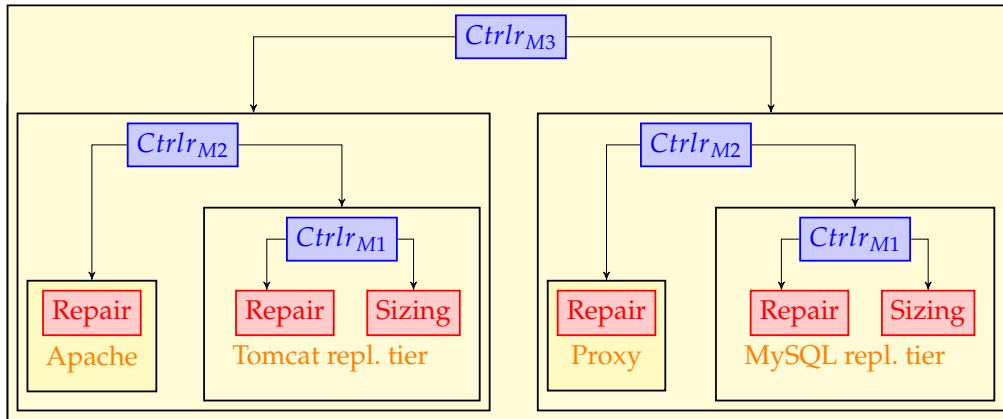 Ctrlr_M3
Ctrlr_M2 Ctrlr_M2
Ctrlr_M1 Ctrlr_M1
Repair Repair Sizing Repair Repair Sizing
Apache Tomcat repl. tier Proxy MySQL repl. tier